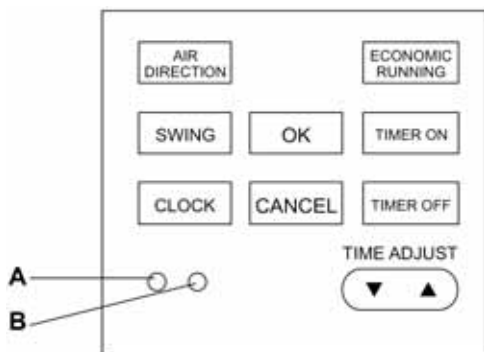 AIR
DIRECTION
ECONOMIC
RUNNING
SWING
OK
TIMER ON
CLOCK
CANCEL
TIMER OFF
TIME ADJUST
▼ ▲
A
B